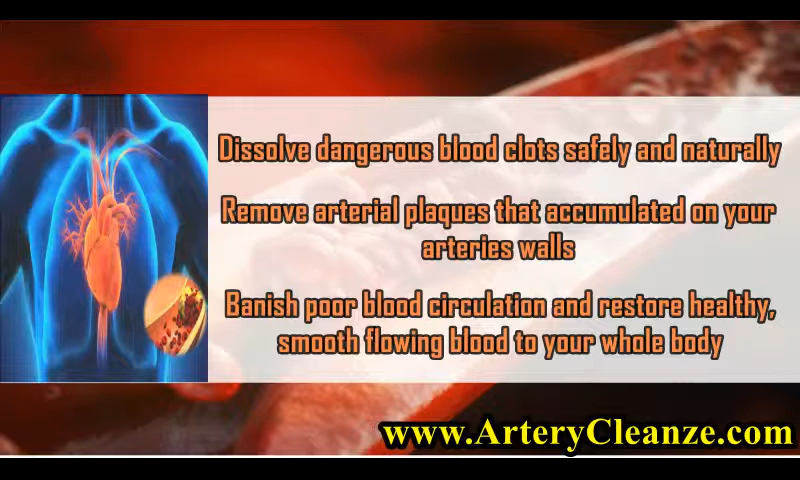 Dissolve dangerous blood clots safely and naturally
Remove arterial plaques that accumulated on your
arteries walls
Banish poor blood circulation and restore healthy,
smooth flowing blood to your whole body
www.ArteryCleanze.com